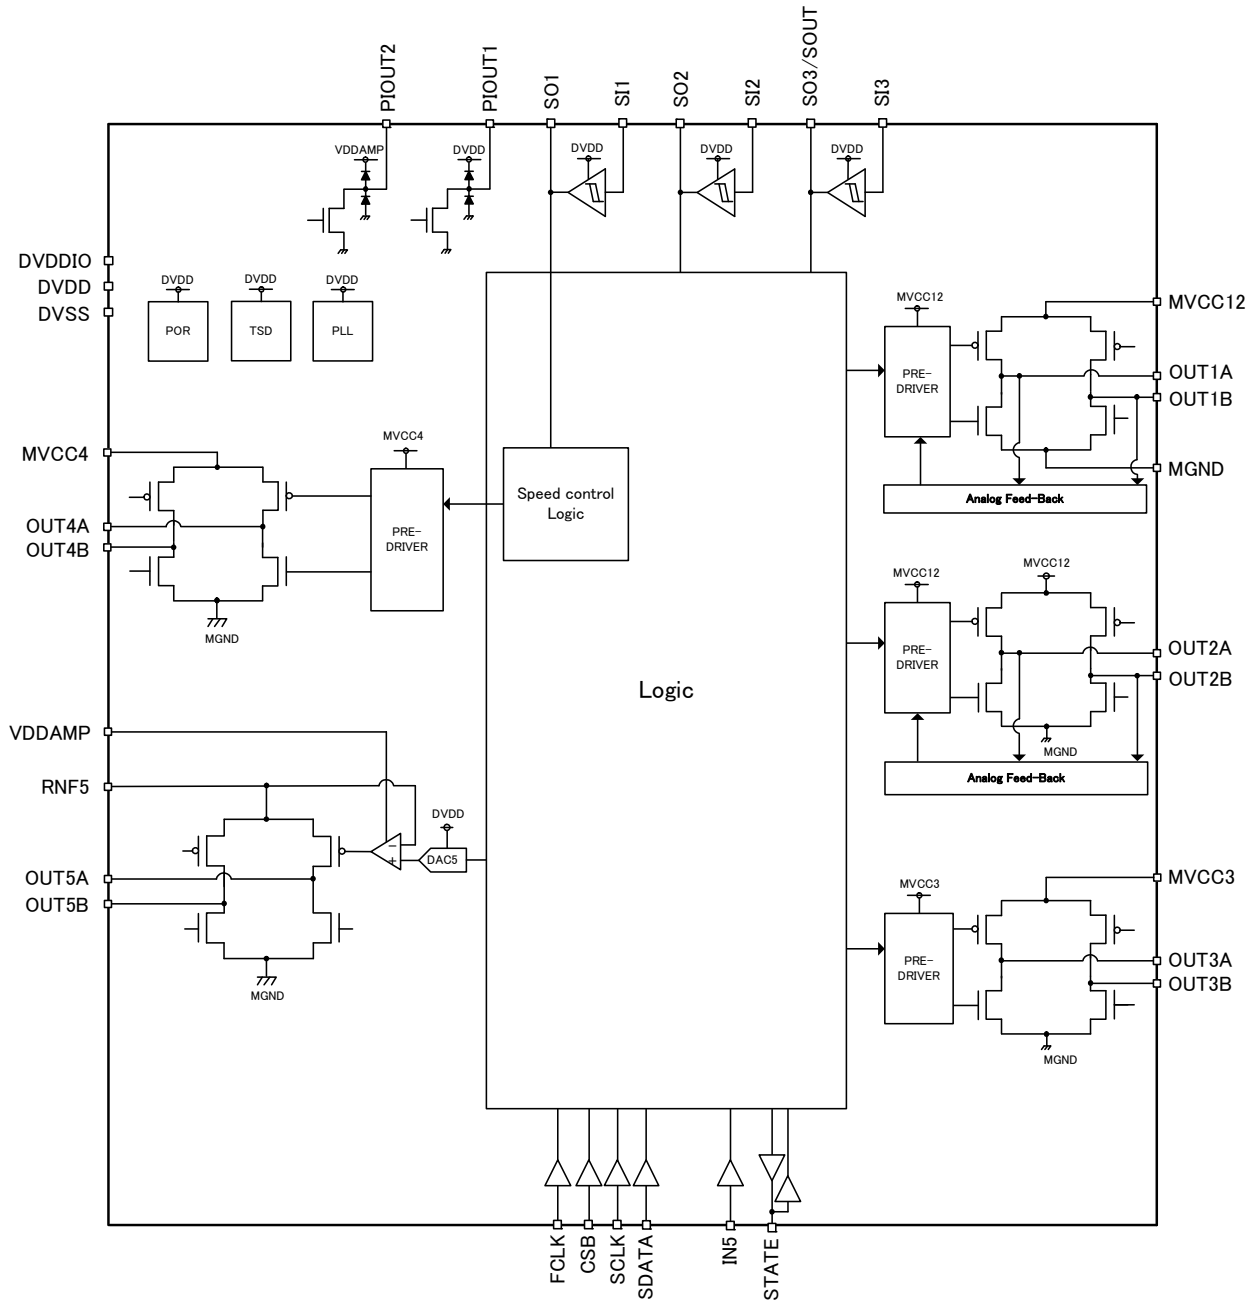 PIOUT2
PIOUT1
SO1
SI1
SO2
SI2
SO3/SOUT
SI3
VDDAMP
DVDD
DVDD
DVDD
DVDD
DVDDIO
DVDD
DVSS
DVDD
DVDD
DVDD
POR
TSD
PLL
MVCC12
MVCC12
PRE-
DRIVER
OUT1A
OUT1B
MGND
Analog Feed-Back
MVCC4
MVCC4
PRE-
DRIVER
Speed control
Logic
OUT4A
OUT4B
MGND
MVCC12
MVCC12
PRE-
DRIVER
OUT2A
OUT2B
MGND
Analog Feed-Back
Logic
VDDAMP
RNF5
DVDD
DAC5
-
+
OUT5A
OUT5B
MGND
MVCC3
MVCC3
PRE-
DRIVER
OUT3A
OUT3B
MGND
FCLK
CSB
SCLK
SDATA
IN5
STATE